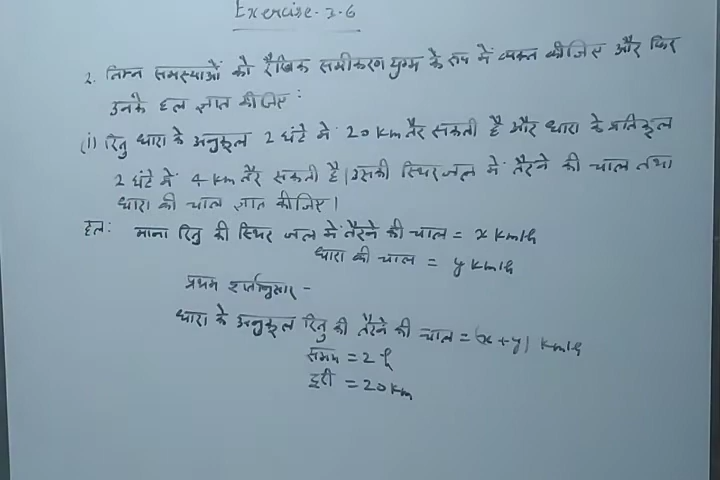 Exercise-3.6
2. निम्न समस्याओं को रैखिक समीकरण युग्म के रूप में व्यक्त कीजिए और फिर
उनके हल ज्ञात कीजिए:
(i) रितु धारा के अनुकूल 2 घंटे में 20 Km तैर सकती है और धारा के प्रतिकूल
2 घंटे में 4 Km तैर सकती है। उसकी स्थिर जल में तैरने की चाल तथा
धारा की चाल ज्ञात कीजिए।
हल: माना रितु की स्थिर जल में तैरने की चाल = x Km/h
धारा की चाल = y Km/h
प्रथम शर्तानुसार -
धारा के अनुकूल रितु की तैरने की चाल = (x+y) Km/h
समय = 2 h
दूरी = 20 Km